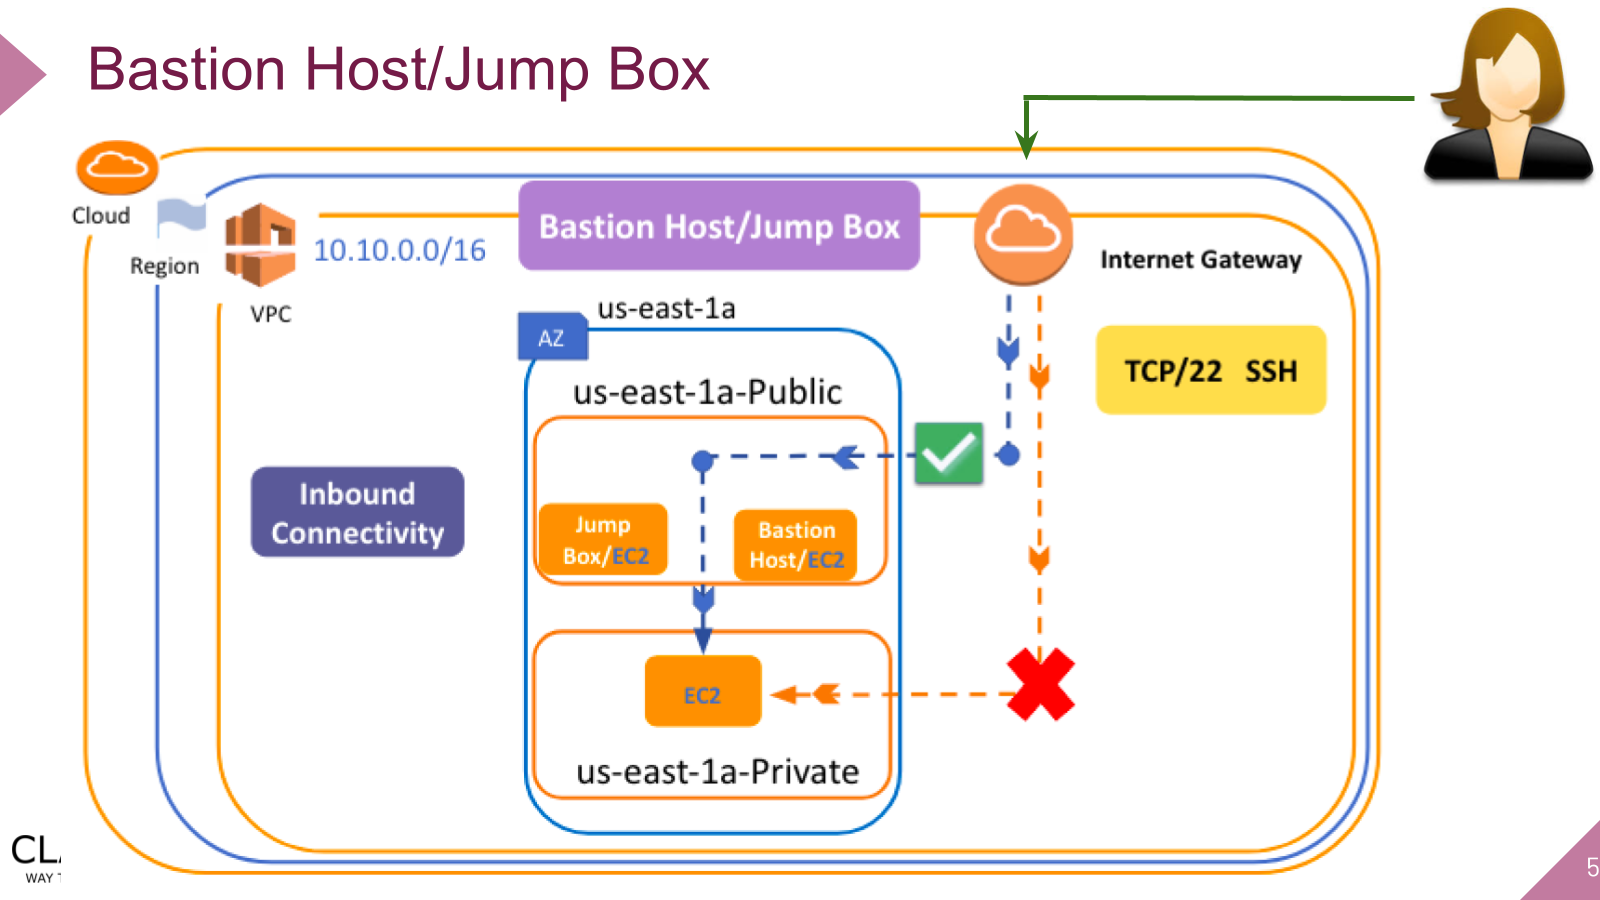 Bastion Host/Jump Box
Cloud
Region
VPC
10.10.0.0/16
Bastion Host/Jump Box
Internet Gateway
us-east-1a
AZ
TCP/22 SSH
us-east-1a-Public
Inbound
Connectivity
Jump
Box/EC2
Bastion
Host/EC2
EC2
us-east-1a-Private
WAY
5